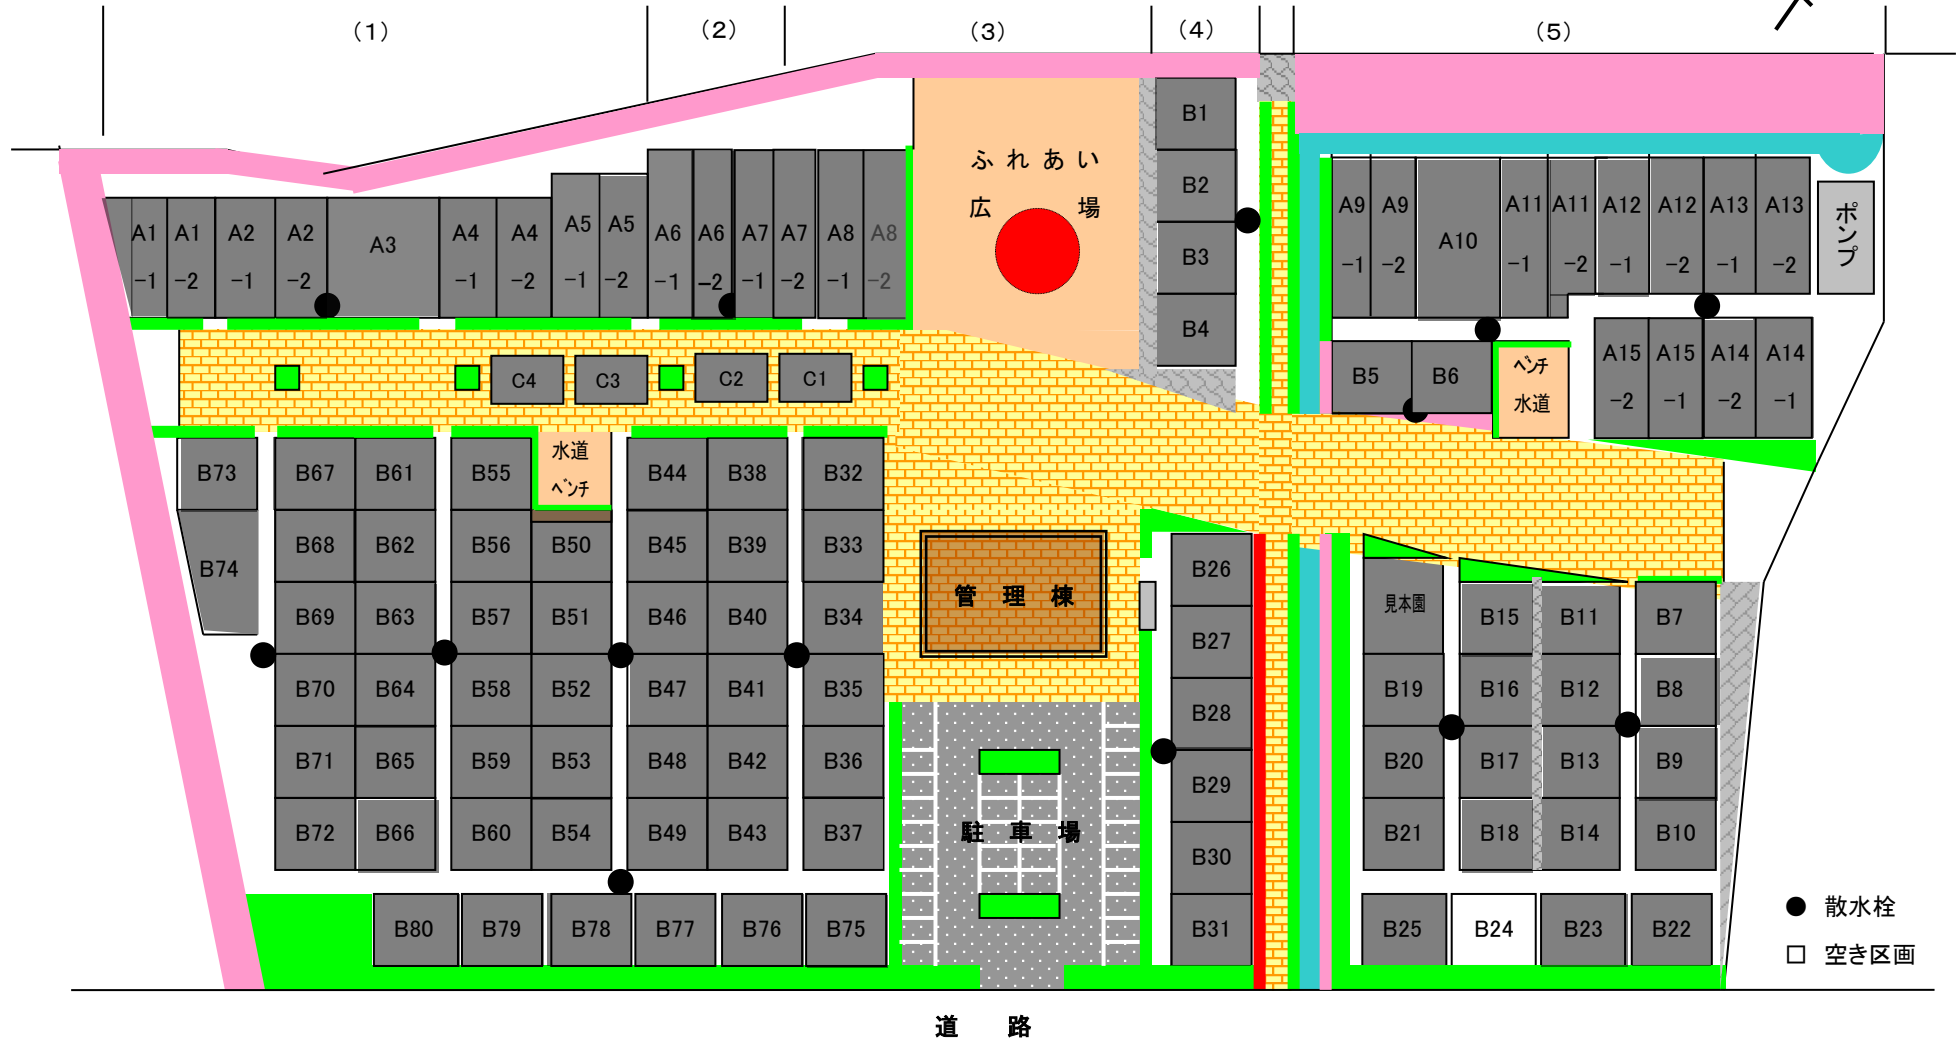 （1）
（2）
（3）
（4）
（5）
ふ れ あ い
広 場
B1
B2
B3
B4
A1
-1
A1
-2
A2
-1
A2
-2
A3
A4
-1
A4
-2
A5
-1
A5
-2
A6
-1
A6
-2
A7
-1
A7
-2
A8
-1
A8
-2
A9
-1
A9
-2
A10
A11
-1
A11
-2
A12
-1
A12
-2
A13
-1
A13
-2
ポンプ
C4
C3
C2
C1
B5
B6
ベンチ
水道
A15
-2
A15
-1
A14
-2
A14
-1
B73
B67
B61
B55
水道
ベンチ
B44
B38
B32
B74
B68
B62
B56
B50
B45
B39
B33
B69
B63
B57
B51
B46
B40
B34
B70
B64
B58
B52
B47
B41
B35
B71
B65
B59
B53
B48
B42
B36
B72
B66
B60
B54
B49
B43
B37
B80
B79
B78
B77
B76
B75
管 理 棟
駐 車 場
B26
B27
B28
B29
B30
B31
見本園
B15
B11
B7
B19
B16
B12
B8
B20
B17
B13
B9
B21
B18
B14
B10
B25
B24
B23
B22
散水栓
空き区画
道 路